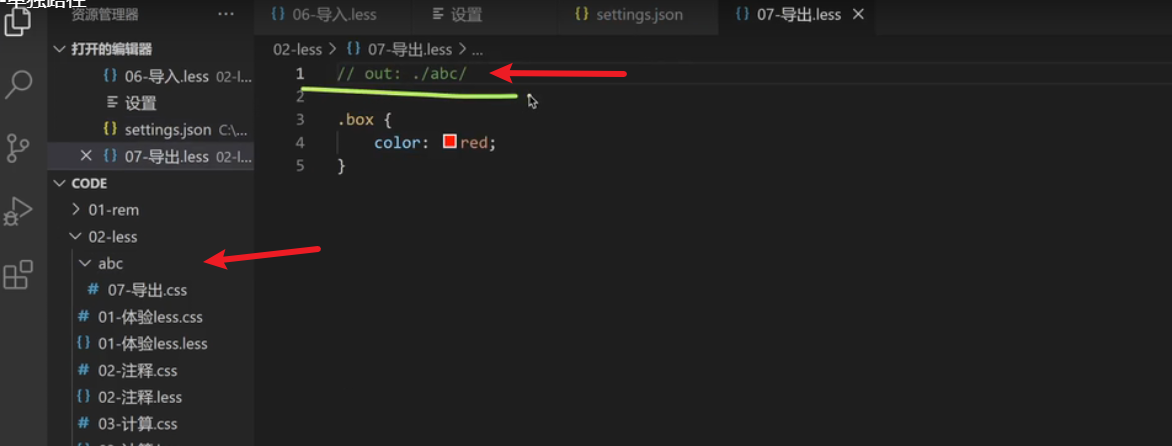 单独路径
资源管理器 ...
06-导入.less
设置
settings.json
07-导出.less
打开的编辑器
06-导入.less 02-l...
设置
settings.json C:\...
07-导出.less 02-l...
CODE
01-rem
02-less
abc
07-导出.css
01-体验less.css
01-体验less.less
02-注释.css
02-注释.less
03-计算.css
02-less > 07-导出.less > ...
1 // out: ./abc/
2
3 .box {
4 color: red;
5 }